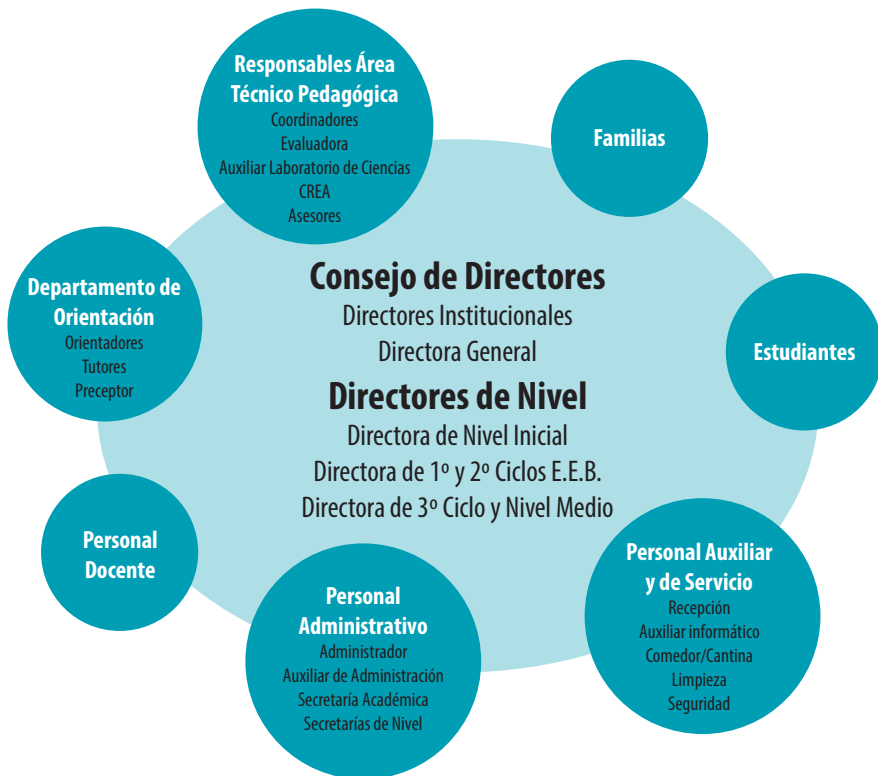 Responsables Área
Técnico Pedagógica
Coordinadores
Evaluadora
Auxiliar Laboratorio de Ciencias
CREA
Asesores
Familias
Consejo de Directores
Directores Institucionales
Directora General
Directores de Nivel
Directora de Nivel Inicial
Directora de 1º y 2º Ciclos E.E.B.
Directora de 3º Ciclo y Nivel Medio
Departamento de
Orientación
Orientadores
Tutores
Preceptor
Estudiantes
Personal
Docente
Personal
Administrativo
Administrador
Auxiliar de Administración
Secretaría Académica
Secretarías de Nivel
Personal Auxiliar
y de Servicio
Recepción
Auxiliar informático
Comedor/Cantina
Limpieza
Seguridad